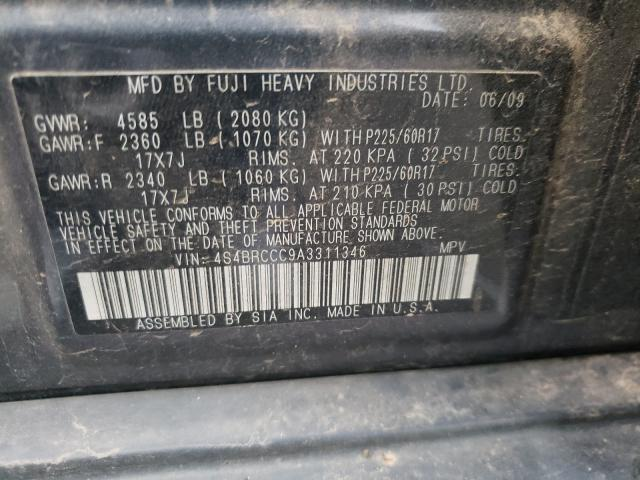 MFD BY FUJI HEAVY INDUSTRIES LTD.
DATE: 06/09
GVWR: 4585 LB (2080 KG)
GAWR:F 2360 LB (1070 KG) WITH P225/60R17 TIRES.
17X7J RIMS. AT 220 KPA (32 PSI) COLD
GAWR:R 2340 LB (1060 KG) WITH P225/60R17 TIRES.
17X7J RIMS. AT 210 KPA (30 PSI) COLD
THIS VEHICLE CONFORMS TO ALL APPLICABLE FEDERAL MOTOR
VEHICLE SAFETY AND THEFT PREVENTION STANDARDS
IN EFFECT ON THE DATE OF MANUFACTURE SHOWN ABOVE.
VIN: 4S4BRCCC9A3311346 MPV
ASSEMBLED BY SIA INC. MADE IN U.S.A.